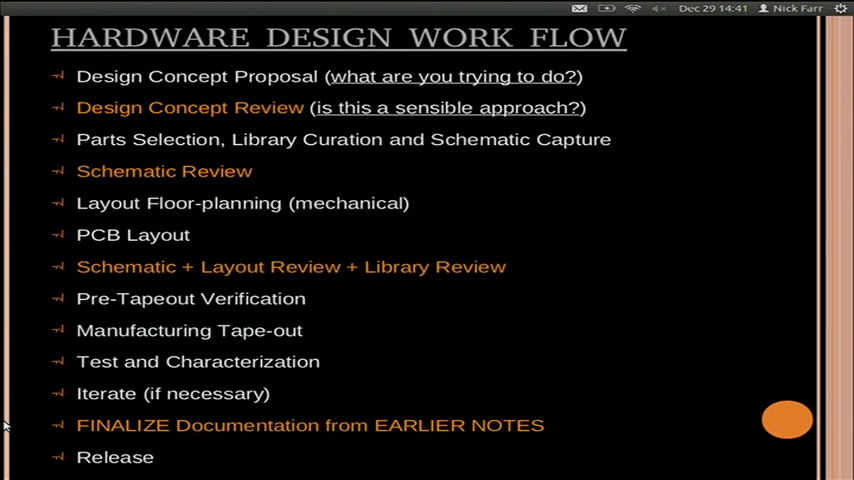 Dec 29 14:41 Nick Farr
HARDWARE DESIGN WORK FLOW
Design Concept Proposal (what are you trying to do?)
Design Concept Review (is this a sensible approach?)
Parts Selection, Library Curation and Schematic Capture
Schematic Review
Layout Floor-planning (mechanical)
PCB Layout
Schematic + Layout Review + Library Review
Pre-Tapeout Verification
Manufacturing Tape-out
Test and Characterization
Iterate (if necessary)
FINALIZE Documentation from EARLIER NOTES
Release